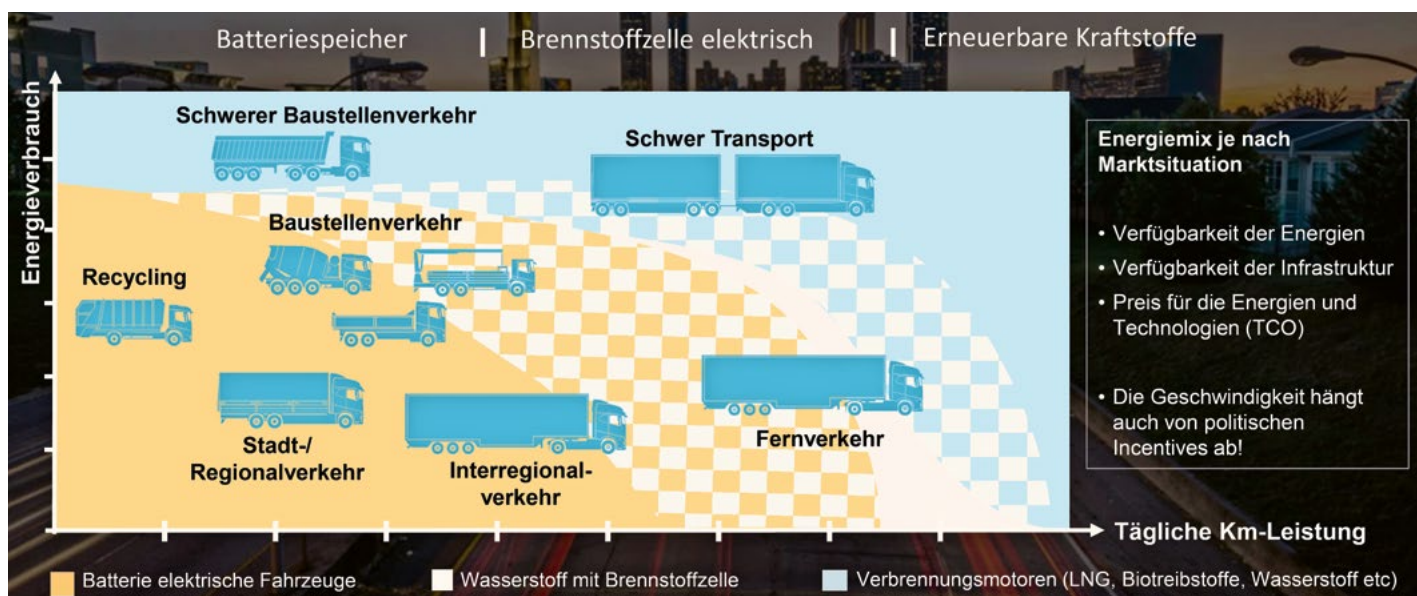 Batteriespeicher | Brennstoffzelle elektrisch | Erneuerbare Kraftstoffe
Energieverbrauch
Schwerer Baustellenverkehr
Schwer Transport
Baustellenverkehr
Recycling
Stadt-/
Regionalverkehr
Interregional-
verkehr
Fernverkehr
Energiemix je nach
Marktsituation
• Verfügbarkeit der Energien
• Verfügbarkeit der Infrastruktur
• Preis für die Energien und
Technologien (TCO)
• Die Geschwindigkeit hängt
auch von politischen
Incentives ab!
Tägliche Km-Leistung
Batterie elektrische Fahrzeuge
Wasserstoff mit Brennstoffzelle
Verbrennungsmotoren (LNG, Biotreibstoffe, Wasserstoff etc)